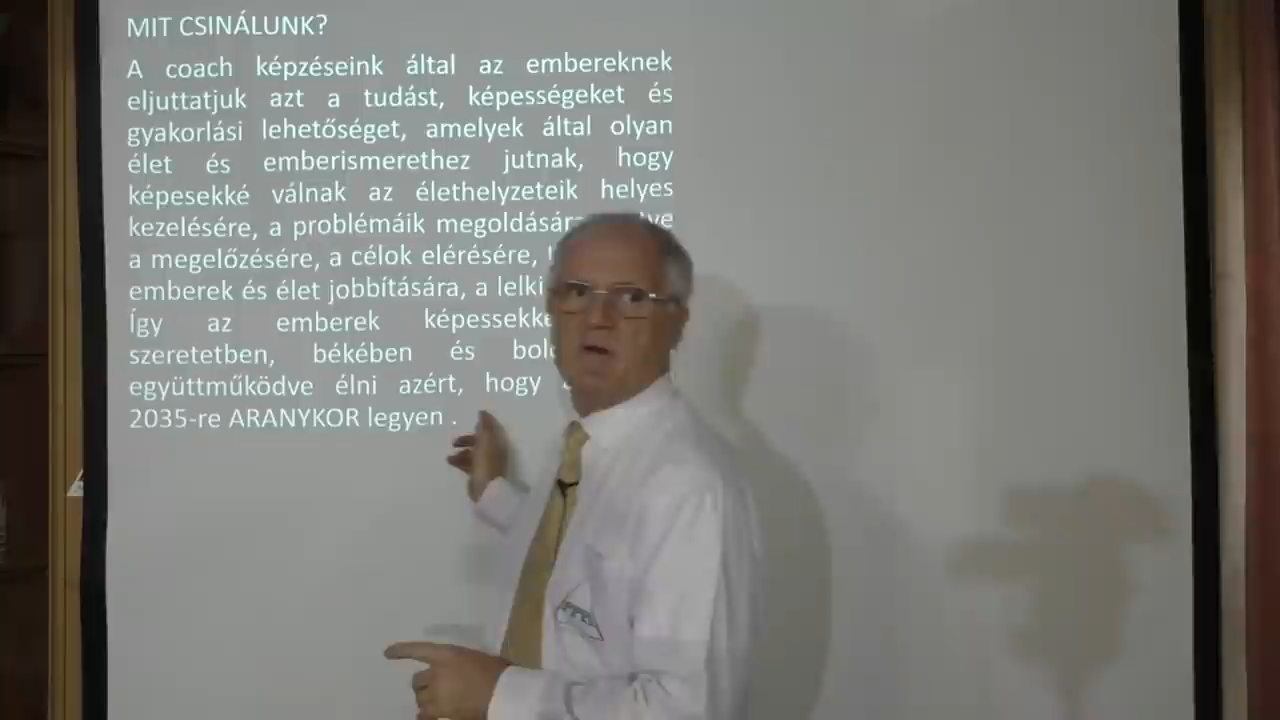 MIT CSINÁLUNK?
A coach képzéseink által az embereknek
eljuttatjuk azt a tudást, képességeket és
gyakorlási lehetőséget, amelyek által olyan
élet és emberismerethez jutnak, hogy
képesekké válnak az élethelyzeteik helyes
kezelésére, a problémáik megoldására
a megelőzésére, a célok elérésére,
emberek és élet jobbítására, a lelki
Így az emberek
szeretetben, békében és
együttműködve élni azért, hogy
2035-re ARANYKOR legyen .